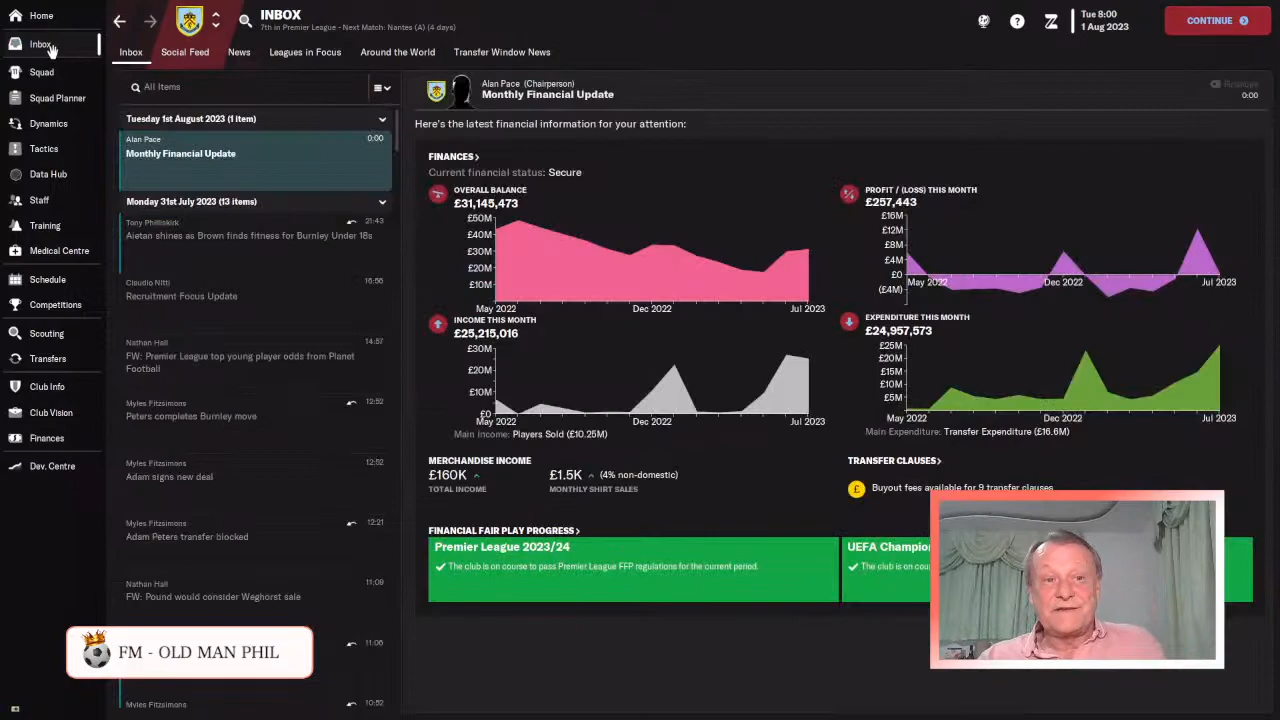 Home
Inbox
Squad
Squad Planner
Dynamics
Tactics
Data Hub
Staff
Training
Medical Centre
Schedule
Competitions
Scouting
Transfers
Club Info
Club Vision
Finances
Dev. Centre
INBOX
7th in Premier League - Next Match: Nantes (A) (4 days)
Tue 8:00
1 Aug 2023
CONTINUE
Inbox
Social Feed
News
Leagues in Focus
Around the World
Transfer Window News
All Items
Tuesday 1st August 2023 (1 item)
Alan Pace 0:00
Monthly Financial Update
Monday 31st July 2023 (13 items)
Tony Philliskirk 21:43
Aietan shines as Brown finds fitness for Burnley Under 18s
Claudio Nitti 16:56
Recruitment Focus Update
Nathan Hall 14:57
FW: Premier League top young player odds from Planet
Football
Myles Fitzsimons 12:52
Peters completes Burnley move
Myles Fitzsimons 12:52
Adam signs new deal
Myles Fitzsimons 12:21
Adam Peters transfer blocked
Nathan Hall 11:09
FW: Pound would consider Weghorst sale
11:06
Myles Fitzsimons 10:52
Alan Pace (Chairperson)
Monthly Financial Update
Finances
0:00
Here's the latest financial information for your attention:
FINANCES
Current financial status: Secure
OVERALL BALANCE
£31,145,473
£50M
£40M
£30M
£20M
£10M
May 2022 Dec 2022 Jul 2023
PROFIT / (LOSS) THIS MONTH
£257,443
£16M
£12M
£8M
£4M
£0
(£4M)
May 2022 Dec 2022 Jul 2023
INCOME THIS MONTH
£25,215,016
£30M
£20M
£10M
£0
May 2022 Dec 2022 Jul 2023
Main Income: Players Sold (£10.25M)
EXPENDITURE THIS MONTH
£24,957,573
£25M
£20M
£15M
£10M
£5M
May 2022 Dec 2022 Jul 2023
Main Expenditure: Transfer Expenditure (£16.6M)
MERCHANDISE INCOME
£160K £1.5K (4% non-domestic)
TOTAL INCOME MONTHLY SHIRT SALES
TRANSFER CLAUSES
£ Buyout fees available for 9 transfer clauses
FINANCIAL FAIR PLAY PROGRESS
Premier League 2023/24
The club is on course to pass Premier League FFP regulations for the current period.
UEFA Champio
The club is on cou
FM - OLD MAN PHIL